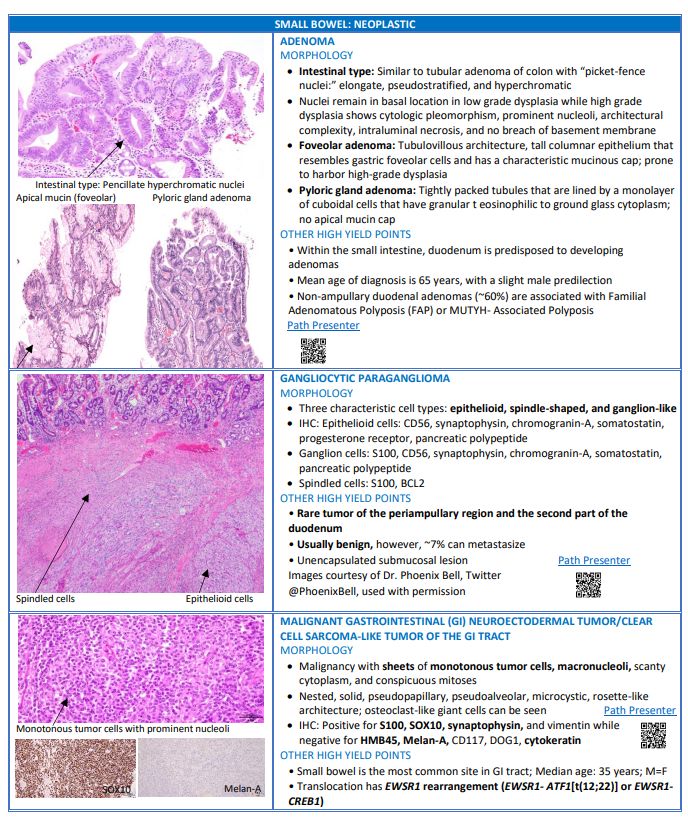 SMALL BOWEL: NEOPLASTIC
Intestinal type: Pencillate hyperchromatic nuclei
Apical mucin (foveolar) Pyloric gland adenoma
ADENOMA
MORPHOLOGY
• Intestinal type: Similar to tubular adenoma of colon with “picket-fence
nuclei:” elongate, pseudostratified, and hyperchromatic
• Nuclei remain in basal location in low grade dysplasia while high grade
dysplasia shows cytologic pleomorphism, prominent nucleoli, architectural
complexity, intraluminal necrosis, and no breach of basement membrane
• Foveolar adenoma: Tubulovillous architecture, tall columnar epithelium that
resembles gastric foveolar cells and has a characteristic mucinous cap; prone
to harbor high-grade dysplasia
• Pyloric gland adenoma: Tightly packed tubules that are lined by a monolayer
of cuboidal cells that have granular t eosinophilic to ground glass cytoplasm;
no apical mucin cap
OTHER HIGH YIELD POINTS
• Within the small intestine, duodenum is predisposed to developing
adenomas
• Mean age of diagnosis is 65 years, with a slight male predilection
• Non-ampullary duodenal adenomas (~60%) are associated with Familial
Adenomatous Polyposis (FAP) or MUTYH- Associated Polyposis
Path Presenter
Spindled cells Epithelioid cells
GANGLIOCYTIC PARAGANGLIOMA
MORPHOLOGY
• Three characteristic cell types: epithelioid, spindle-shaped, and ganglion-like
• IHC: Epithelioid cells: CD56, synaptophysin, chromogranin-A, somatostatin,
progesterone receptor, pancreatic polypeptide
• Ganglion cells: S100, CD56, synaptophysin, chromogranin-A, somatostatin,
pancreatic polypeptide
• Spindled cells: S100, BCL2
OTHER HIGH YIELD POINTS
• Rare tumor of the periampullary region and the second part of the
duodenum
• Usually benign, however, ~7% can metastasize
• Unencapsulated submucosal lesion Path Presenter
Images courtesy of Dr. Phoenix Bell, Twitter
@PhoenixBell, used with permission
Monotonous tumor cells with prominent nucleoli
SOX10 Melan-A
MALIGNANT GASTROINTESTINAL (GI) NEUROECTODERMAL TUMOR/CLEAR
CELL SARCOMA-LIKE TUMOR OF THE GI TRACT
MORPHOLOGY
• Malignancy with sheets of monotonous tumor cells, macronucleoli, scanty
cytoplasm, and conspicuous mitoses
• Nested, solid, pseudopapillary, pseudoalveolar, microcystic, rosette-like
architecture; osteoclast-like giant cells can be seen Path Presenter
• IHC: Positive for S100, SOX10, synaptophysin, and vimentin while
negative for HMB45, Melan-A, CD117, DOG1, cytokeratin
OTHER HIGH YIELD POINTS
• Small bowel is the most common site in GI tract; Median age: 35 years; M=F
• Translocation has EWSR1 rearrangement (EWSR1- ATF1[t(12;22)] or EWSR1-
CREB1)